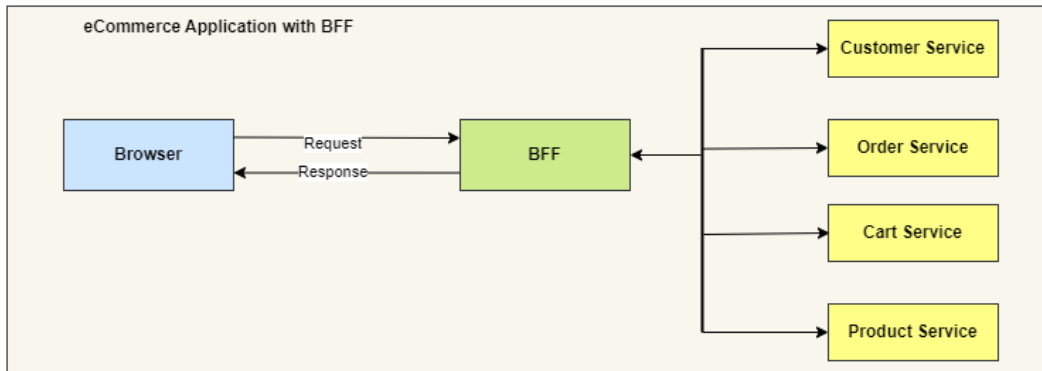 eCommerce Application with BFF
Customer Service
Browser
Request
Response
BFF
Order Service
Cart Service
Product Service